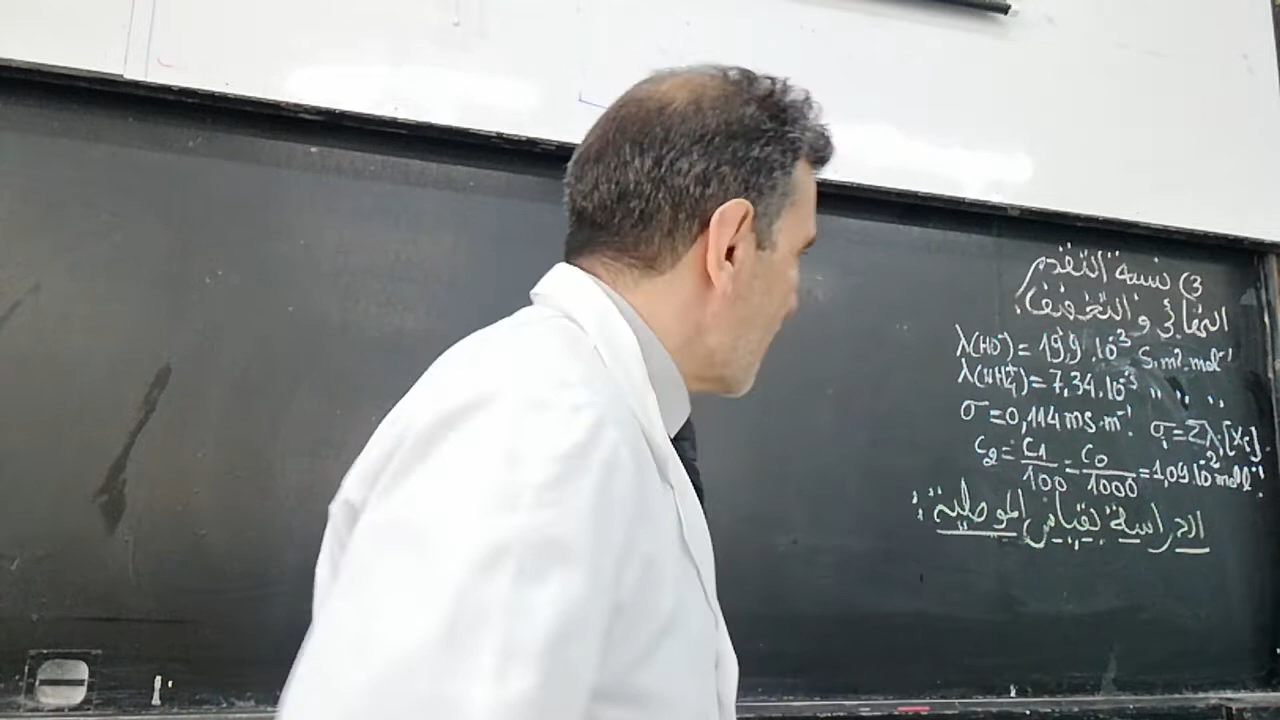 3) نسبة التقدم
النهائي و التخفيف:
λ(HO⁻) = 19,9 . 10⁻³ S.m².mol⁻¹
λ(NH₄⁺) = 7,34 . 10⁻³ " " "
σ = 0,114 ms.m⁻¹. σ = Σλᵢ[Xᵢ].
C₂ = C₁/100 = C₀/1000 = 1,09.10⁻² mol.l⁻¹
الدراسة بقياس الموصلية: